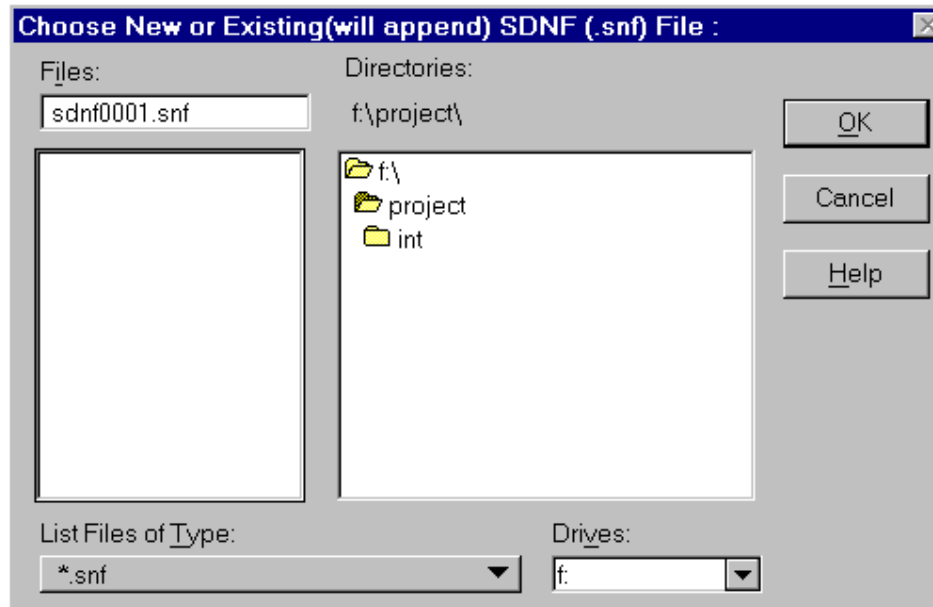 Choose New or Existing(will append) SDNF (.snf) File :
Files:
Directories:
sdnf0001.snf
f:\project\
OK
f:\
project
int
Cancel
Help
List Files of Type:
Drives:
*.snf
f: